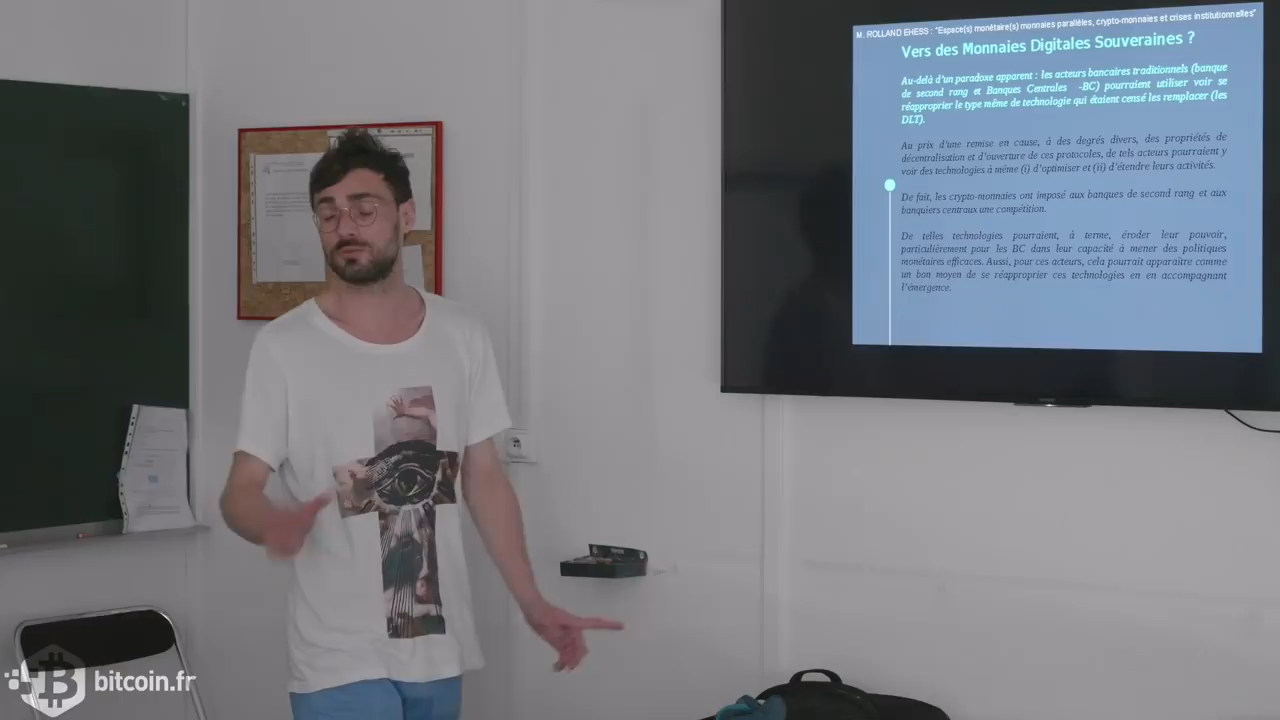 M. ROLLAND EHESS : "Espace(s) monétaire(s) monnaies parallèles, crypto-monnaies et crises institutionnelles"
Vers des Monnaies Digitales Souveraines ?
Au-delà d'un paradoxe apparent : les acteurs bancaires traditionnels (banque
de second rang et Banques Centrales -BC) pourraient utiliser voir se
réapproprier le type même de technologie qui étaient censé les remplacer (les
DLT).
Au prix d'une remise en cause, à des degrés divers, des propriétés de
décentralisation et d'ouverture de ces protocoles, de tels acteurs pourraient y
voir des technologies à même (i) d'optimiser et (ii) d'étendre leurs activités.
De fait, les crypto-monnaies ont imposé aux banques de second rang et aux
banquiers centraux une compétition.
De telles technologies pourraient, à terme, éroder leur pouvoir,
particulièrement pour les BC dans leur capacité à mener des politiques
monétaires efficaces. Aussi, pour ces acteurs, cela pourrait apparaître comme
un bon moyen de se réapproprier ces technologies en en accompagnant
l'émergence.
bitcoin.fr